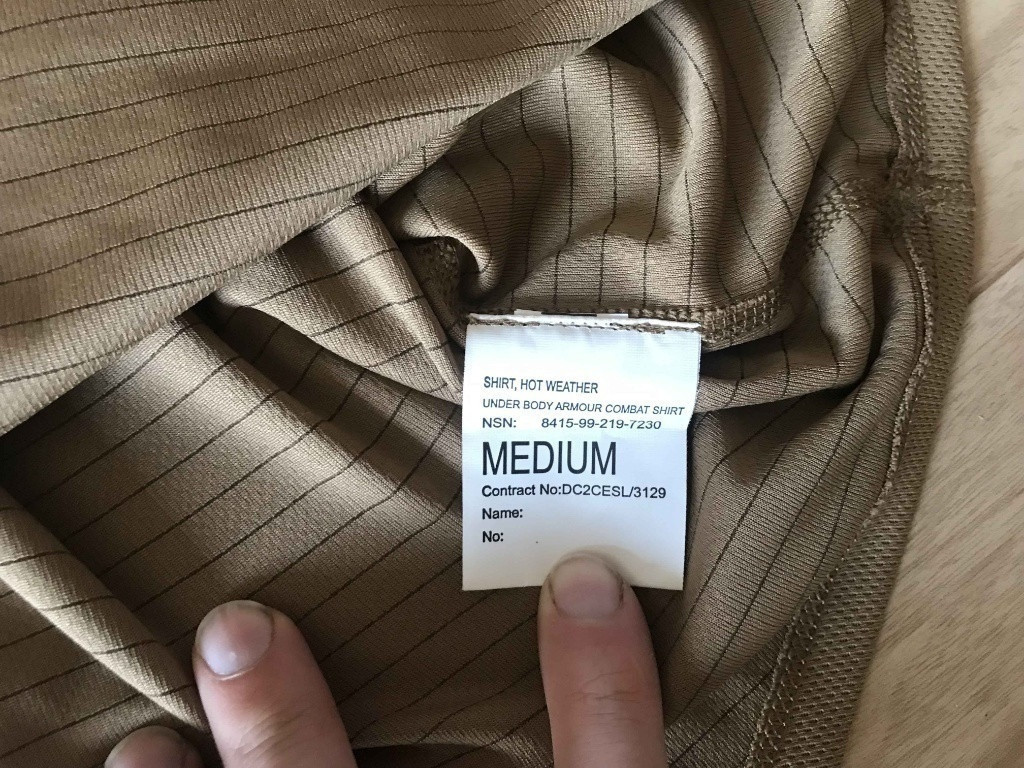 SHIRT, HOT WEATHER
UNDER BODY ARMOUR COMBAT SHIRT
NSN: 8415-99-219-7230
MEDIUM
Contract No:DC2CESL/3129
Name:
No: